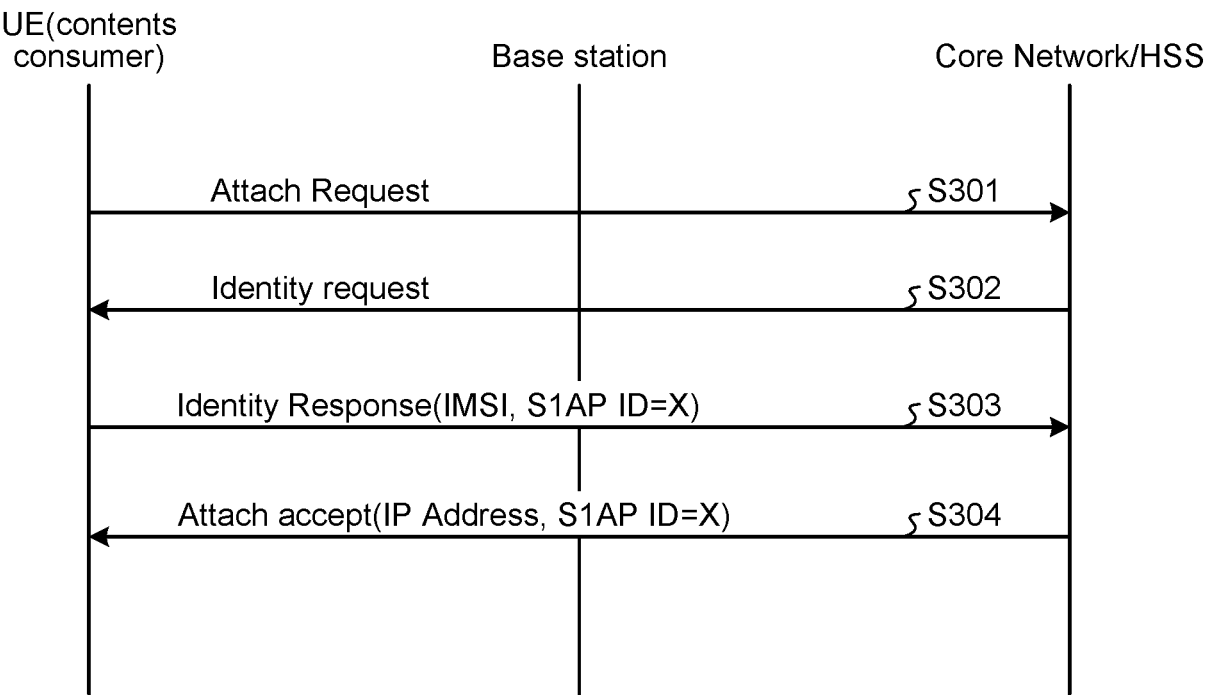 UE(contents
consumer)
Base station
Core Network/HSS
Attach Request
S301
Identity request
S302
Identity Response(IMSI, S1AP ID=X)
S303
Attach accept(IP Address, S1AP ID=X)
S304